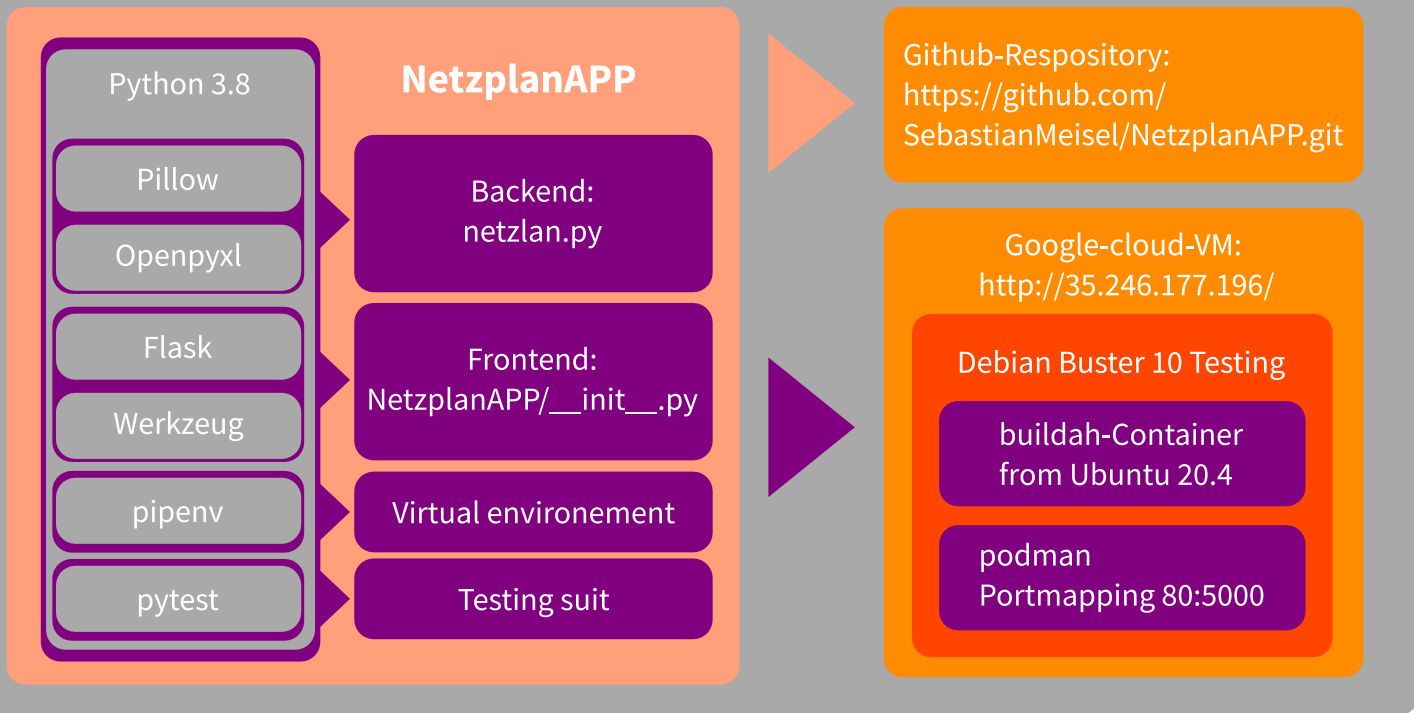 Python 3.8
Pillow
Openpyxl
Flask
Werkzeug
pipenv
pytest
NetzplanAPP
Backend:
netzlan.py
Frontend:
NetzplanAPP/__init__.py
Virtual environement
Testing suit
Github-Respository:
https://github.com/
SebastianMeisel/NetzplanAPP.git
Google-cloud-VM:
http://35.246.177.196/
Debian Buster 10 Testing
buildah-Container
from Ubuntu 20.4
podman
Portmapping 80:5000